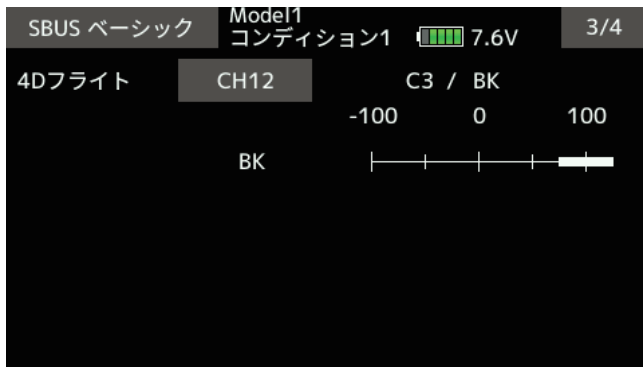 SBUS ベーシック
Model1
コンディション1 7.6V
3/4
4Dフライト CH12 C3 / BK
-100 0 100
BK